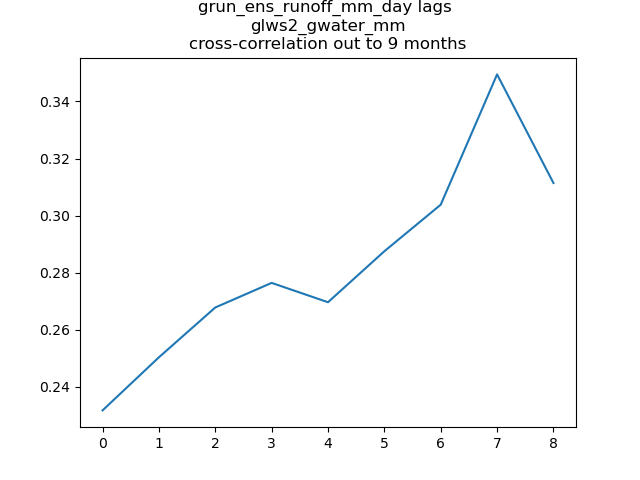 grun_ens_runoff_mm_day lags
glws2_gwater_mm
cross-correlation out to 9 months
0.34
0.32
0.30
0.28
0.26
0.24
0 1 2 3 4 5 6 7 8